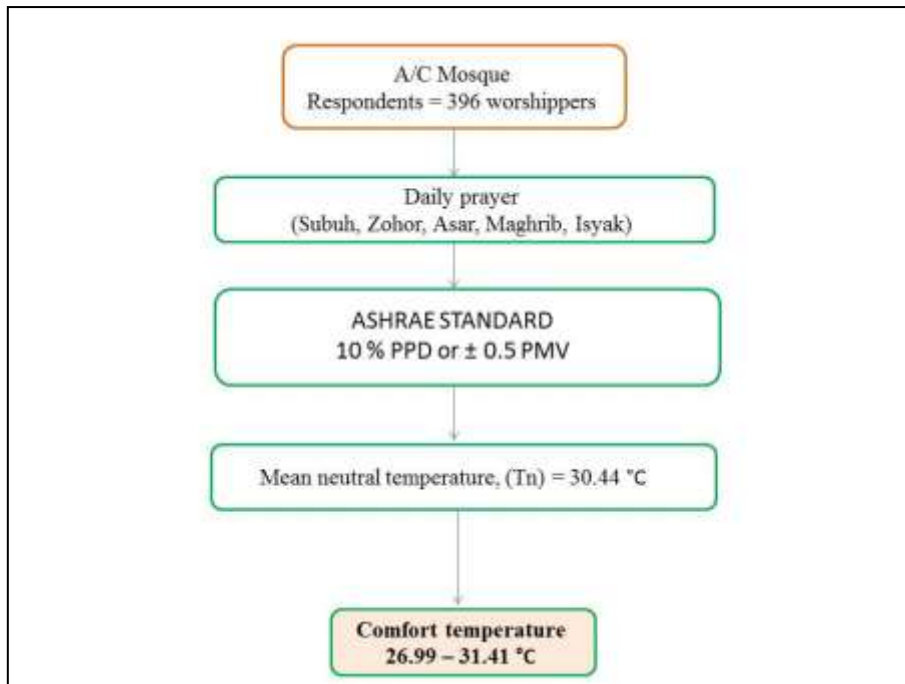 A/C Mosque
Respondents = 396 worshippers
Daily prayer
(Subuh, Zohor, Asar, Maghrib, Isyak)
ASHRAE STANDARD
10 % PPD or ± 0.5 PMV
Mean neutral temperature, (Tn) = 30.44 °C
Comfort temperature
26.99 – 31.41 °C